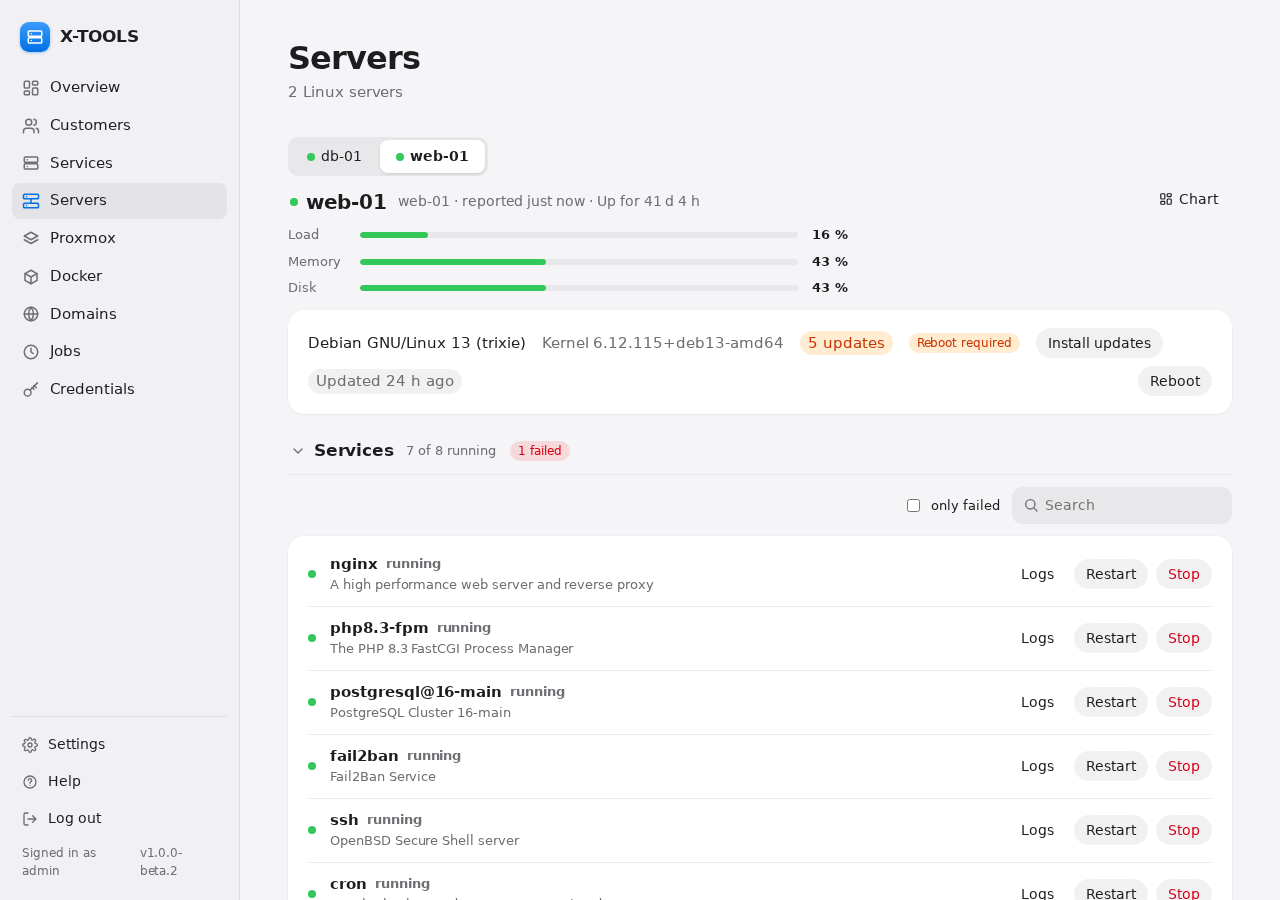 X-TOOLS
Overview
Customers
Services
Servers
Proxmox
Docker
Domains
Jobs
Credentials
Settings
Help
Log out
Signed in as admin
v1.0.0-beta.2
Servers
2 Linux servers
db-01
web-01
web-01 web-01 · reported just now · Up for 41 d 4 h
Chart
Load 16 %
Memory 43 %
Disk 43 %
Debian GNU/Linux 13 (trixie) Kernel 6.12.115+deb13-amd64 5 updates Reboot required Install updates
Updated 24 h ago Reboot
Services 7 of 8 running 1 failed
only failed Search
nginx running
A high performance web server and reverse proxy
Logs Restart Stop
php8.3-fpm running
The PHP 8.3 FastCGI Process Manager
Logs Restart Stop
postgresql@16-main running
PostgreSQL Cluster 16-main
Logs Restart Stop
fail2ban running
Fail2Ban Service
Logs Restart Stop
ssh running
OpenBSD Secure Shell server
Logs Restart Stop
cron running
Logs Restart Stop